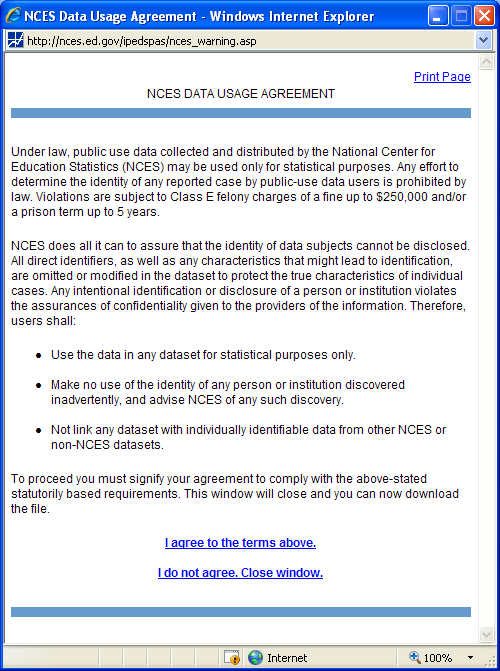 NCES Data Usage Agreement - Windows Internet Explorer
http://nces.ed.gov/ipedspas/nces_warning.asp
Print Page
NCES DATA USAGE AGREEMENT
Under law, public use data collected and distributed by the National Center for
Education Statistics (NCES) may be used only for statistical purposes. Any effort to
determine the identity of any reported case by public-use data users is prohibited by
law. Violations are subject to Class E felony charges of a fine up to $250,000 and/or
a prison term up to 5 years.
NCES does all it can to assure that the identity of data subjects cannot be disclosed.
All direct identifiers, as well as any characteristics that might lead to identification,
are omitted or modified in the dataset to protect the true characteristics of individual
cases. Any intentional identification or disclosure of a person or institution violates
the assurances of confidentiality given to the providers of the information. Therefore,
users shall:
• Use the data in any dataset for statistical purposes only.
• Make no use of the identity of any person or institution discovered
inadvertently, and advise NCES of any such discovery.
• Not link any dataset with individually identifiable data from other NCES or
non-NCES datasets.
To proceed you must signify your agreement to comply with the above-stated
statutorily based requirements. This window will close and you can now download
the file.
I agree to the terms above.
I do not agree. Close window.
Internet
100%